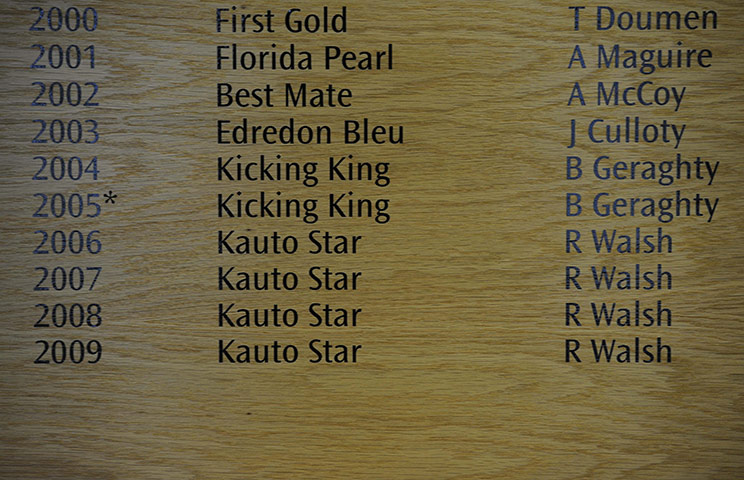 2000 First Gold T Doumen
2001 Florida Pearl A Maguire
2002 Best Mate A McCoy
2003 Edredon Bleu J Culloty
2004 Kicking King B Geraghty
2005* Kicking King B Geraghty
2006 Kauto Star R Walsh
2007 Kauto Star R Walsh
2008 Kauto Star R Walsh
2009 Kauto Star R Walsh